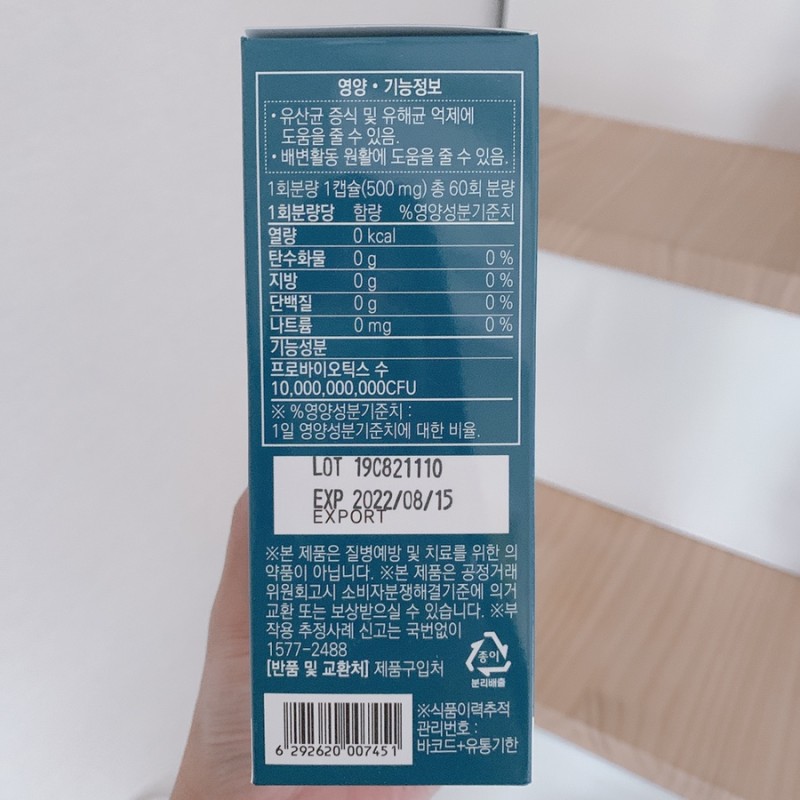 영양 · 기능정보
· 유산균 증식 및 유해균 억제에
도움을 줄 수 있음.
· 배변활동 원활에 도움을 줄 수 있음.
1회분량 1캡슐(500 mg) 총 60회 분량
1회분량당 함량 %영양성분기준치
열량 0 kcal
탄수화물 0 g 0 %
지방 0 g 0 %
단백질 0 g 0 %
나트륨 0 mg 0 %
기능성분
프로바이오틱스 수
10,000,000,000CFU
※ %영양성분기준치 :
1일 영양성분기준치에 대한 비율.
LOT 19C821110
EXP 2022/08/15
EXPORT
※본 제품은 질병예방 및 치료를 위한 의
약품이 아닙니다. ※본 제품은 공정거래
위원회고시 소비자분쟁해결기준에 의거
교환 또는 보상받으실 수 있습니다. ※부
작용 추정사례 신고는 국번없이
1577-2488
[반품 및 교환처] 제품구입처
종이
분리배출
6 292620 007451
※식품이력추적
관리번호 :
바코드+유통기한